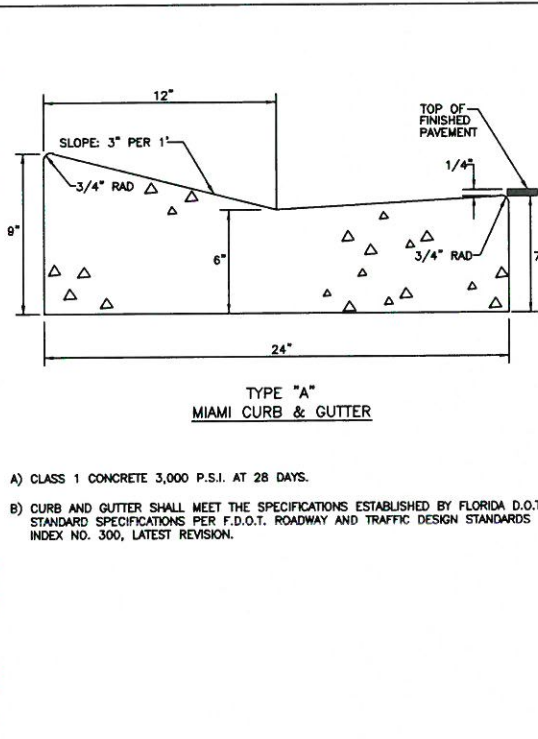 12"
TOP OF
FINISHED
PAVEMENT
SLOPE: 3" PER 1'
1/4"
3/4" RAD
9"
6"
3/4" RAD
7
24"
TYPE "A"
MIAMI CURB & GUTTER
A) CLASS 1 CONCRETE 3,000 P.S.I. AT 28 DAYS.
B) CURB AND GUTTER SHALL MEET THE SPECIFICATIONS ESTABLISHED BY FLORIDA D.O.T
STANDARD SPECIFICATIONS PER F.D.O.T. ROADWAY AND TRAFFIC DESIGN STANDARDS
INDEX NO. 300, LATEST REVISION.